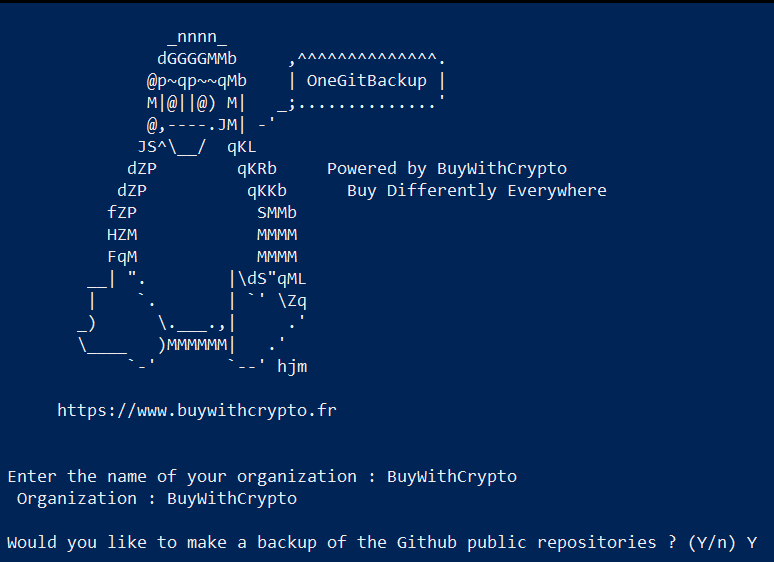 _nnnn_
               dGGGGMMb     ,^^^^^^^^^^^^^^.
              @p~qp~~qMb    | OneGitBackup |
              M|@||@) M|   _;..............'
              @,----.JM| -'
             JS^\__/  qKL
            dZP        qKRb     Powered by BuyWithCrypto
           dZP          qKKb      Buy Differently Everywhere
          fZP            SMMb
          HZM            MMMM
          FqM            MMMM
        __| ".        |\dS"qML
        |    `.       | `' \Zq
       _)      \.___.,|     .'
       \____   )MMMMMM|   .'
            `-'       `--' hjm
     https://www.buywithcrypto.fr
Enter the name of your organization : BuyWithCrypto
 Organization : BuyWithCrypto
Would you like to make a backup of the Github public repositories ? (Y/n) Y